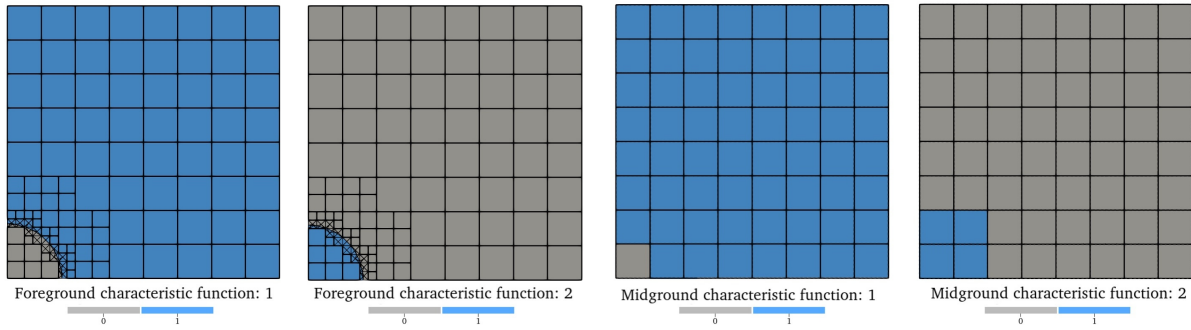 Foreground characteristic function: 1
0 1
Foreground characteristic function: 2
0 1
Midground characteristic function: 1
0 1
Midground characteristic function: 2
0 1